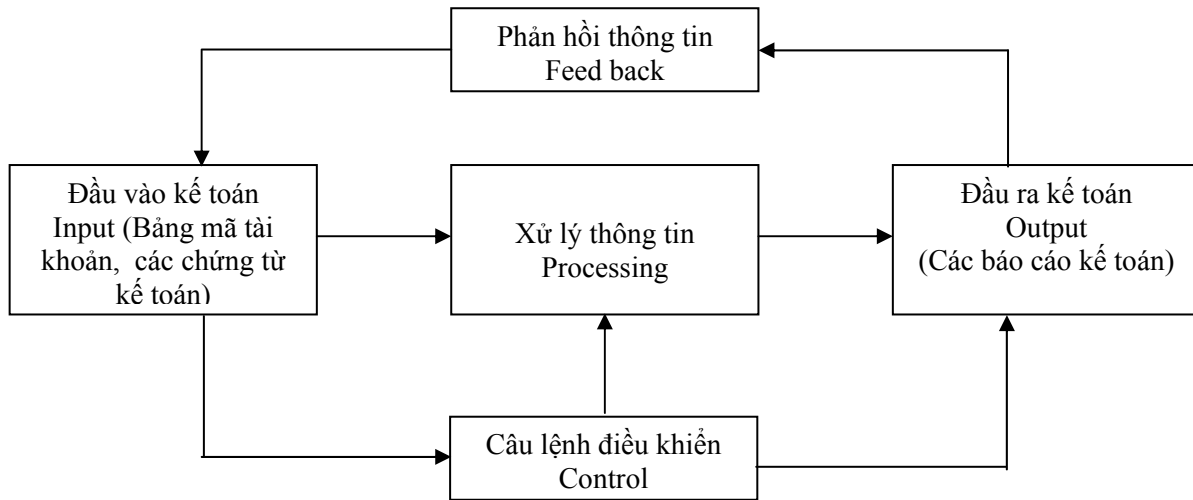 Phản hồi thông tin
Feed back
Đầu vào kế toán
Input (Bảng mã tài
khoản, các chứng từ
kế toán)
Xử lý thông tin
Processing
Đầu ra kế toán
Output
(Các báo cáo kế toán)
Câu lệnh điều khiển
Control